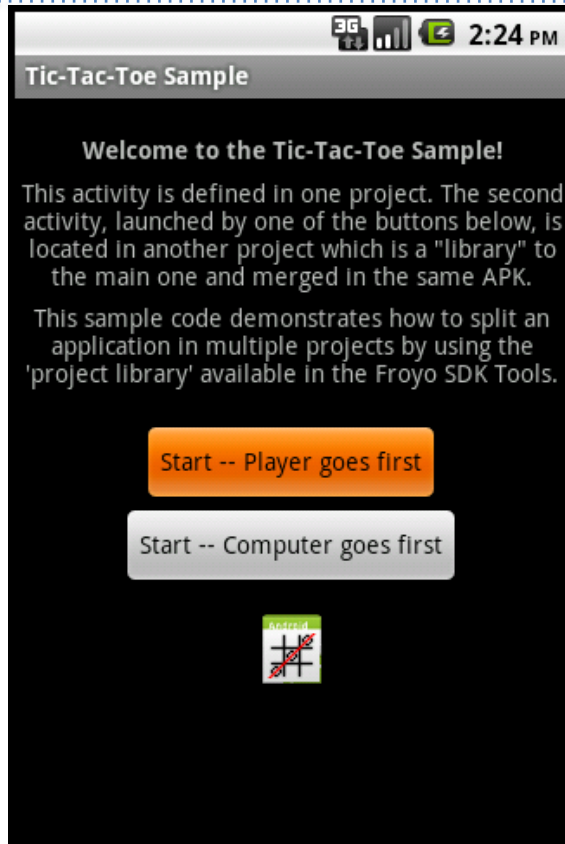 3G 2:24 PM
Tic-Tac-Toe Sample
Welcome to the Tic-Tac-Toe Sample!
This activity is defined in one project. The second
activity, launched by one of the buttons below, is
located in another project which is a "library" to
the main one and merged in the same APK.
This sample code demonstrates how to split an
application in multiple projects by using the
'project library' available in the Froyo SDK Tools.
Start -- Player goes first
Start -- Computer goes first
Android